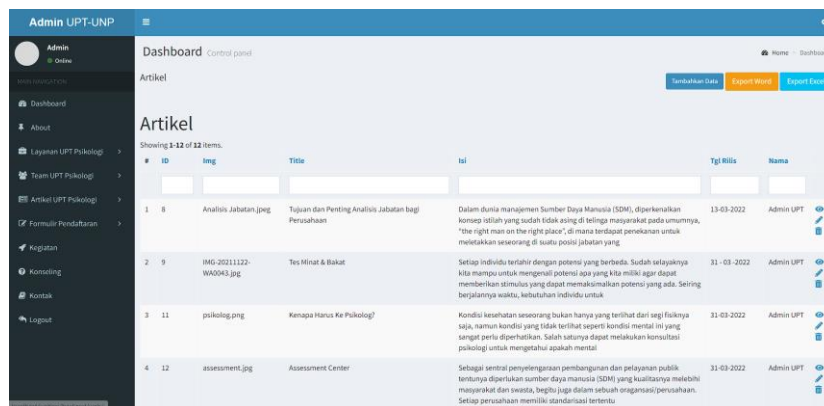 Admin UPT-UNP
Admin
Online
MAIN NAVIGATION
Dashboard
About
Layanan UPT Psikologi
Team UPT Psikologi
Artikel UPT Psikologi
Formulir Pendaftaran
Kegiatan
Konseling
Kontak
Logout
Dashboard Control panel
Home > Dashboar
Artikel
Tambahkan Data Export Word Export Exce
Artikel
Showing 1-12 of 12 items.
# ID Img Title Isi Tgl Rilis Nama
1 8 Analisis Jabatan.jpeg Tujuan dan Penting Analisis Jabatan bagi
Perusahaan
Dalam dunia manajemen Sumber Daya Manusia (SDM), diperkenalkan
konsep istilah yang sudah tidak asing di telinga masyarakat pada umumnya,
"the right man on the right place", di mana terdapat penekanan untuk
meletakkan seseorang di suatu posisi jabatan yang
13-03-2022 Admin UPT
2 9 IMG-20211122-
WA0043.jpg
Tes Minat & Bakat
Setiap individu terlahir dengan potensi yang berbeda. Sudah selayaknya
kita mampu untuk mengenali potensi apa yang kita miliki agar dapat
memberikan stimulus yang dapat memaksimalkan potensi yang ada. Seiring
berjalannya waktu, kebutuhan individu untuk
31 -03 -2022 Admin UPT
3 11 psikolog.png Kenapa Harus Ke Psikolog?
Kondisi kesehatan seseorang bukan hanya yang terlihat dari segi fisiknya
saja, namun kondisi yang tidak terlihat seperti kondisi mental ini yang
sangat perlu diperhatikan. Salah satunya dapat melakukan konsultasi
psikologi untuk mengetahui apakah mental
31-03-2022 Admin UPT
4 12 assessment.jpg Assessment Center
Sebagai sentral penyelengaraan pembangunan dan pelayanan publik
tentunya diperlukan sumber daya manusia (SDM) yang kualitasnya melebihi
masyarakat dan swasta, begitu juga dalam sebuah oragansasi/perusahaan.
Setiap perusahaan memiliki standarisasi tertentu
31-03-2022 Admin UPT